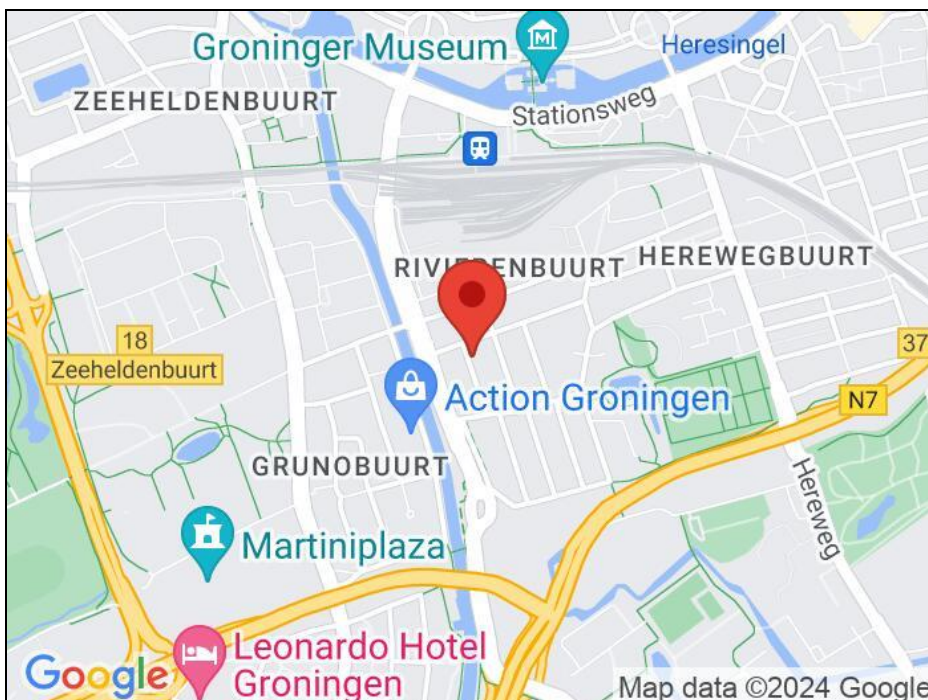 Groninger Museum
Heresingel
ZEEHELDENBUURT
Stationsweg
HEREWEGBUURT
18
Zeeheldenbuurt
37
N7
Action Groningen
GRUNOBUURT
Hereweg
Martiniplaza
Leonardo Hotel
Groningen
Google
Map data ©2024 Google